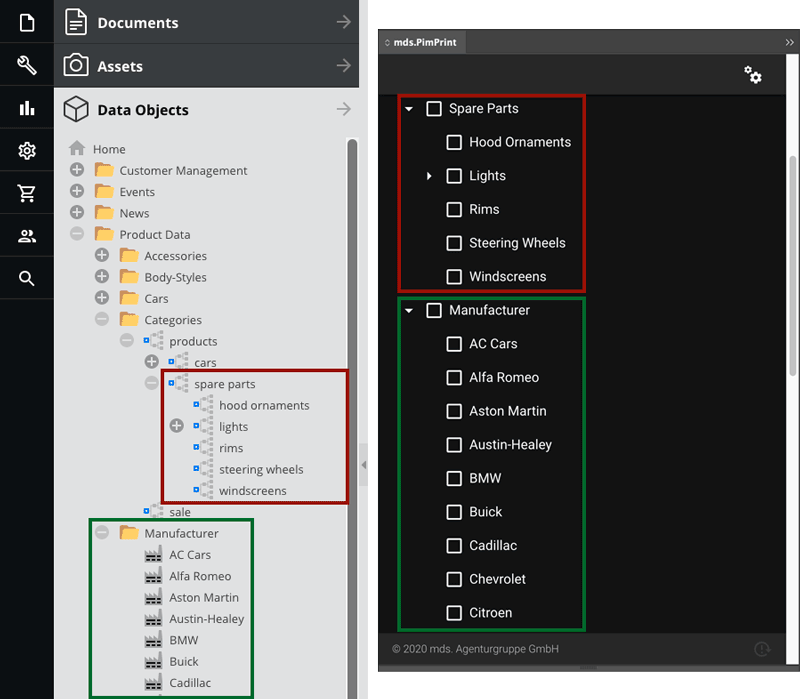 Documents
Assets
Data Objects
Home
Customer Management
Events
News
Product Data
Accessories
Body-Styles
Cars
Categories
products
cars
spare parts
hood ornaments
lights
rims
steering wheels
windscreens
sale
Manufacturer
AC Cars
Alfa Romeo
Aston Martin
Austin-Healey
BMW
Buick
Cadillac
mds.PimPrint
Spare Parts
Hood Ornaments
Lights
Rims
Steering Wheels
Windscreens
Manufacturer
AC Cars
Alfa Romeo
Aston Martin
Austin-Healey
BMW
Buick
Cadillac
Chevrolet
Citroen
© 2020 mds. Agenturgruppe GmbH